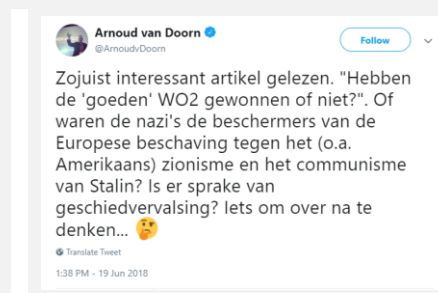 Arnoud van Doorn
@ArnoudvDoorn
Follow
Zojuist interessant artikel gelezen. "Hebben
de 'goeden' WO2 gewonnen of niet?". Of
waren de nazi's de beschermers van de
Europese beschaving tegen het (o.a.
Amerikaans) zionisme en het communisme
van Stalin? Is er sprake van
geschiedvervalsing? Iets om over na te
denken... 🤔
Translate Tweet
1:38 PM - 19 Jun 2018